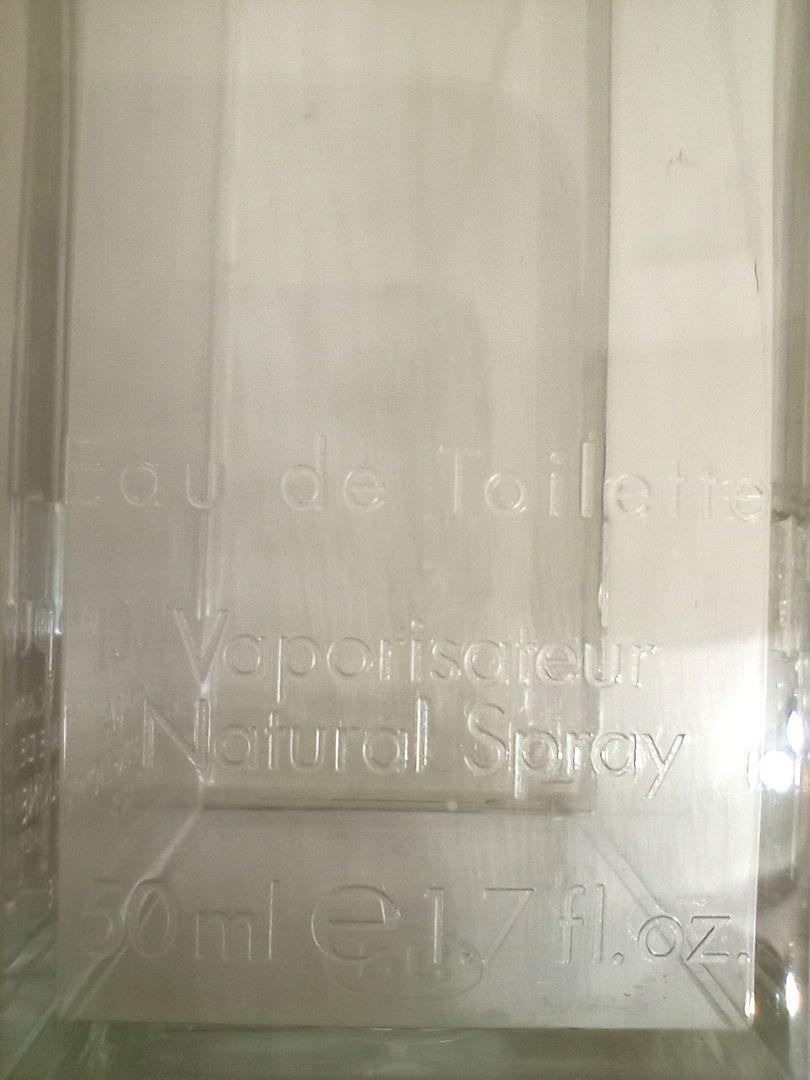 Eau de Toilette
Vaporisateur
Natural Spray
50ml e 1.7 fl.oz.